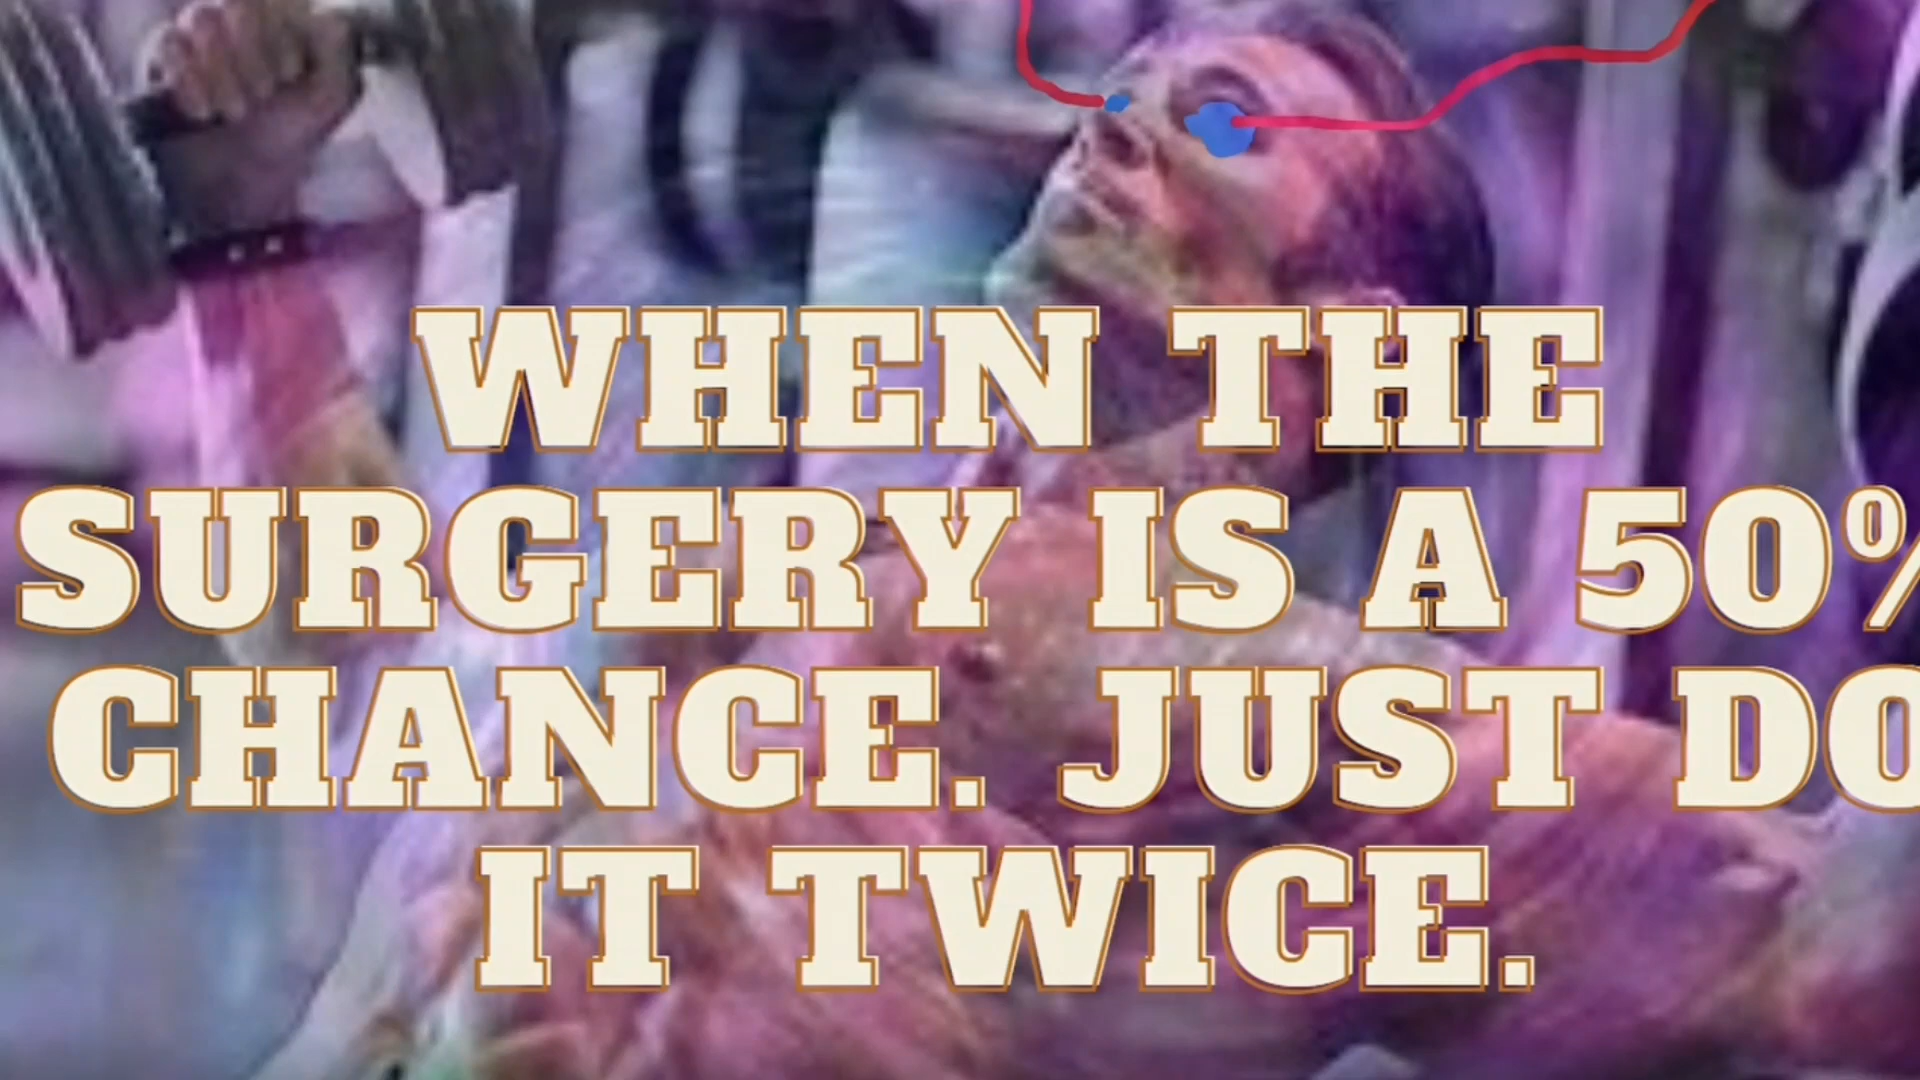 WHEN THE
SURGERY IS A 50%
CHANCE. JUST DO
IT TWICE.